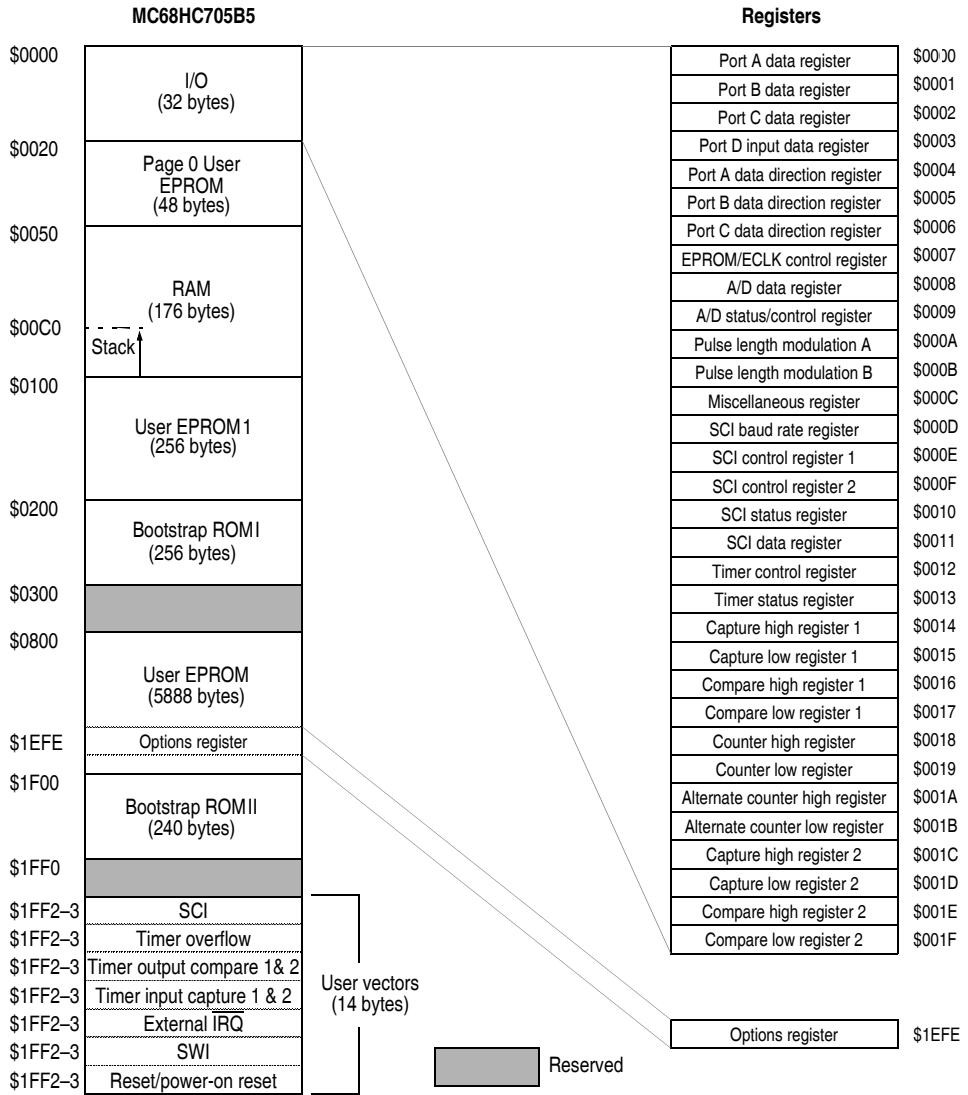 MC68HC705B5
$0000
I/O
(32 bytes)
$0020
Page 0 User
EPROM
(48 bytes)
$0050
RAM
(176 bytes)
$00C0
Stack
$0100
User EPROM1
(256 bytes)
$0200
Bootstrap ROMI
(256 bytes)
$0300
$0800
User EPROM
(5888 bytes)
$1EFE
Options register
$1F00
Bootstrap ROMII
(240 bytes)
$1FF0
$1FF2–3 SCI
$1FF2–3 Timer overflow
$1FF2–3 Timer output compare 1& 2
$1FF2–3 Timer input capture 1 & 2
$1FF2–3 External IRQ
$1FF2–3 SWI
$1FF2–3 Reset/power-on reset
User vectors
(14 bytes)
Reserved
Registers
Port A data register $0000
Port B data register $0001
Port C data register $0002
Port D input data register $0003
Port A data direction register $0004
Port B data direction register $0005
Port C data direction register $0006
EPROM/ECLK control register $0007
A/D data register $0008
A/D status/control register $0009
Pulse length modulation A $000A
Pulse length modulation B $000B
Miscellaneous register $000C
SCI baud rate register $000D
SCI control register 1 $000E
SCI control register 2 $000F
SCI status register $0010
SCI data register $0011
Timer control register $0012
Timer status register $0013
Capture high register 1 $0014
Capture low register 1 $0015
Compare high register 1 $0016
Compare low register 1 $0017
Counter high register $0018
Counter low register $0019
Alternate counter high register $001A
Alternate counter low register $001B
Capture high register 2 $001C
Capture low register 2 $001D
Compare high register 2 $001E
Compare low register 2 $001F
Options register $1EFE